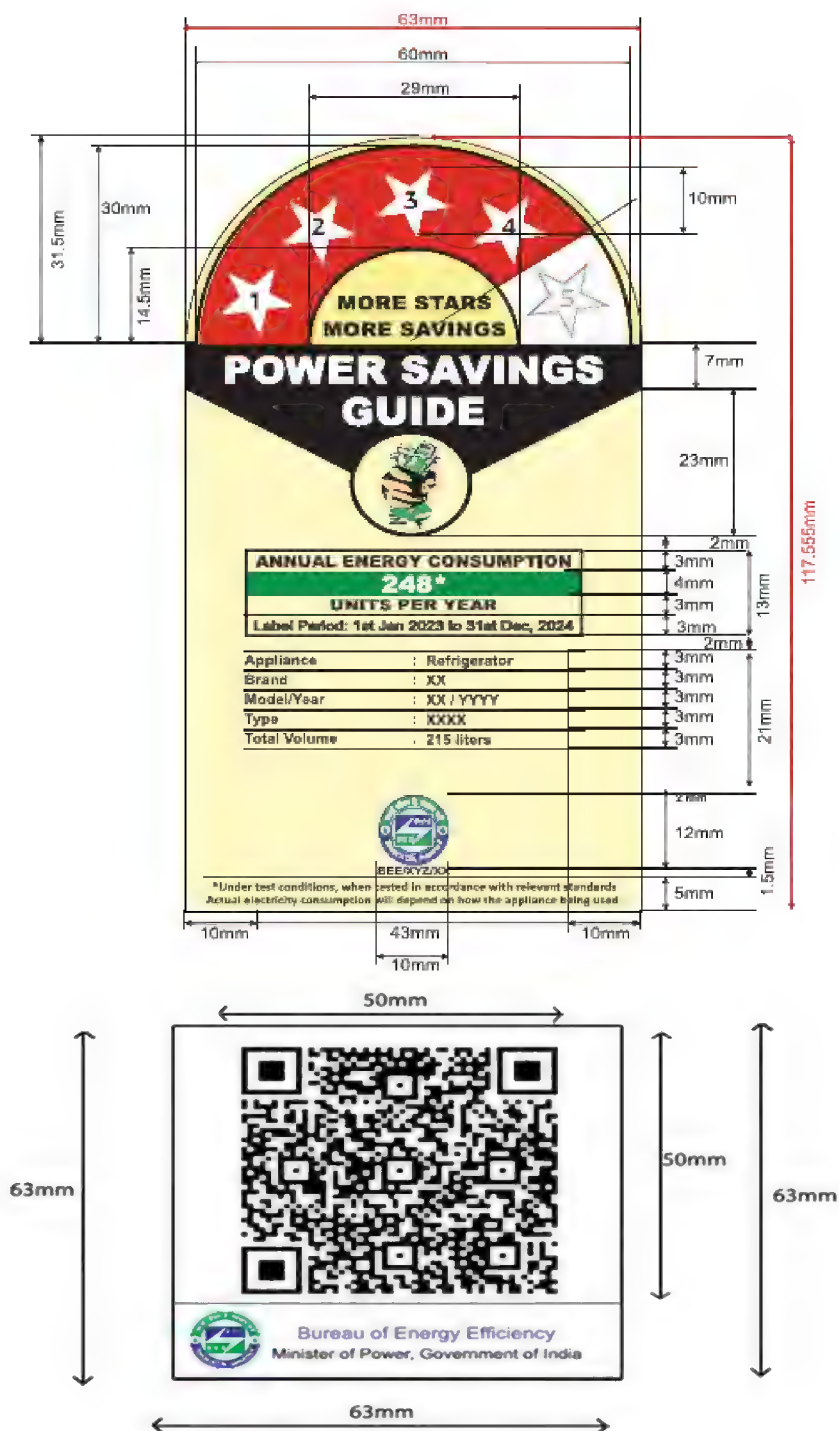 63mm
60mm
29mm
31.5mm
30mm
14.5mm
1
2
3
4
5
10mm
MORE STARS
MORE SAVINGS
POWER SAVINGS
GUIDE
7mm
23mm
117.555mm
2mm
ANNUAL ENERGY CONSUMPTION
3mm
248*
4mm
13mm
UNITS PER YEAR
3mm
Label Period: 1st Jan 2023 to 31st Dec, 2024
3mm
2mm
Appliance : Refrigerator
3mm
Brand : XX
3mm
Model/Year : XX / YYYY
3mm
21mm
Type : XXXX
3mm
Total Volume : 215 liters
3mm
2mm
12mm
BEE/XYZ/XX
1.5mm
*Under test conditions, when tested in accordance with relevant standards
Actual electricity consumption will depend on how the appliance being used
5mm
10mm
43mm
10mm
10mm
50mm
63mm
50mm
63mm
Bureau of Energy Efficiency
Minister of Power, Government of India
63mm